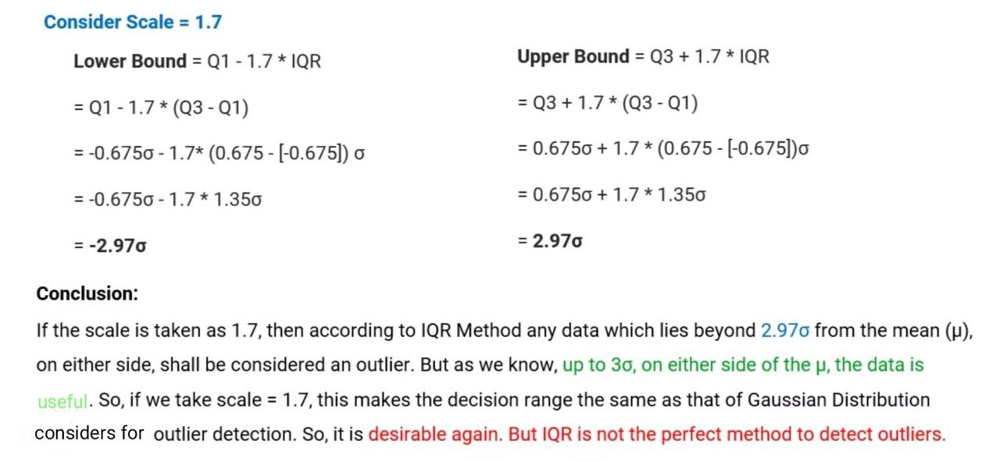 Consider Scale = 1.7
Lower Bound = Q1 - 1.7 * IQR
= Q1 - 1.7 * (Q3 - Q1)
= -0.675σ - 1.7* (0.675 - [-0.675]) σ
= -0.675σ - 1.7 * 1.35σ
= -2.97σ
Upper Bound = Q3 + 1.7 * IQR
= Q3 + 1.7 * (Q3 - Q1)
= 0.675σ + 1.7 * (0.675 - [-0.675])σ
= 0.675σ + 1.7 * 1.35σ
= 2.97σ
Conclusion:
If the scale is taken as 1.7, then according to IQR Method any data which lies beyond 2.97σ from the mean (μ),
on either side, shall be considered an outlier. But as we know, up to 3σ, on either side of the μ, the data is
useful. So, if we take scale = 1.7, this makes the decision range the same as that of Gaussian Distribution
considers for outlier detection. So, it is desirable again. But IQR is not the perfect method to detect outliers.